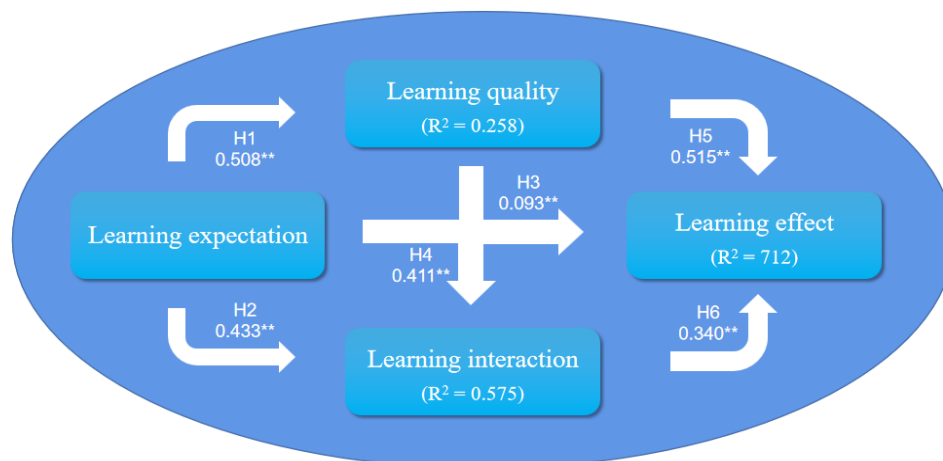 Learning quality
(R² = 0.258)
H1
0.508**
H5
0.515**
H3
0.093**
Learning expectation
Learning effect
(R² = 712)
H4
0.411**
H2
0.433**
H6
0.340**
Learning interaction
(R² = 0.575)